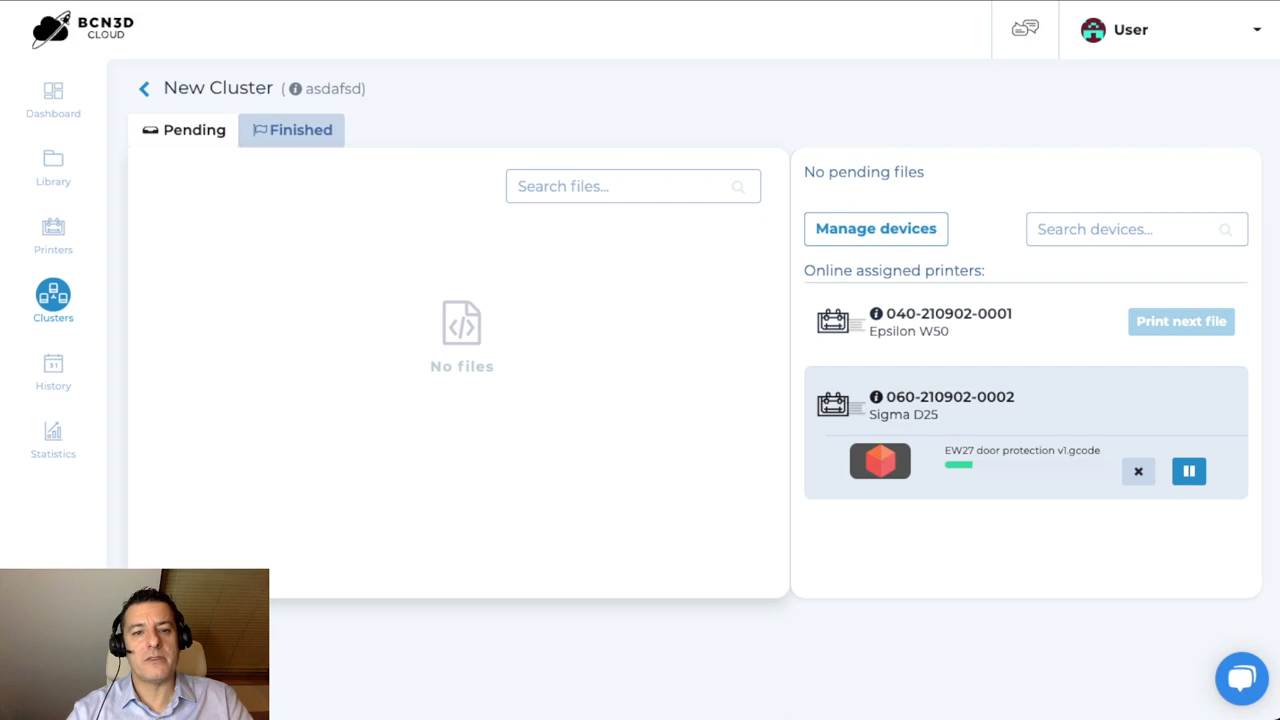 BCN3D
CLOUD
User
Dashboard
Library
Printers
Clusters
31
History
Statistics
New Cluster ( asdafsd)
Pending
Finished
Search files...
No files
No pending files
Manage devices
Search devices...
Online assigned printers:
040-210902-0001
Epsilon W50
Print next file
060-210902-0002
Sigma D25
EW27 door protection v1.gcode